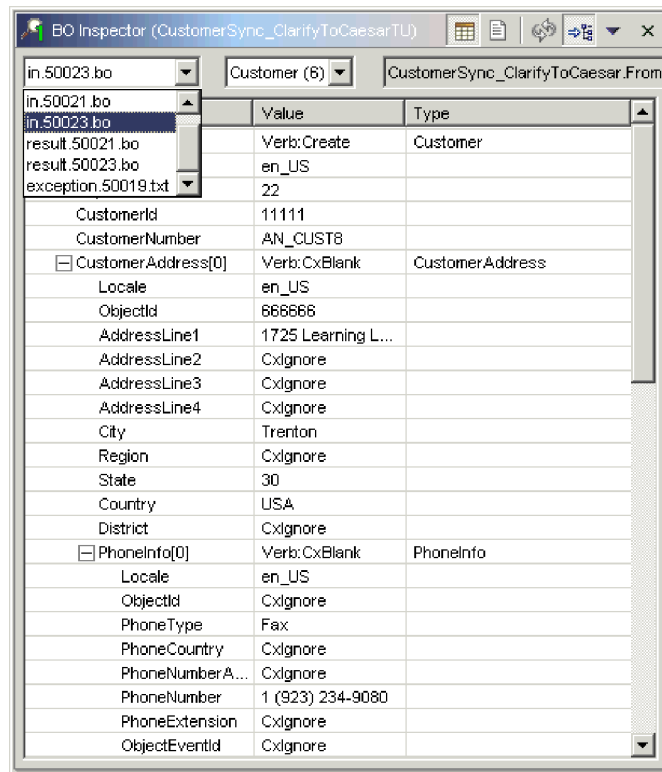 BO Inspector (CustomerSync_ClarifyToCaesarTU)
in.50023.bo Customer (6) CustomerSync_ClarifyToCaesar.From
in.50021.bo
in.50023.bo
result.50021.bo
result.50023.bo
exception.50019.txt
Value Type
Verb:Create Customer
en_US
22
CustomerId 11111
CustomerNumber AN_CUST8
CustomerAddress[0] Verb:CxBlank CustomerAddress
Locale en_US
ObjectId 666666
AddressLine1 1725 Learning L...
AddressLine2 CxIgnore
AddressLine3 CxIgnore
AddressLine4 CxIgnore
City Trenton
Region CxIgnore
State 30
Country USA
District CxIgnore
PhoneInfo[0] Verb:CxBlank PhoneInfo
Locale en_US
ObjectId CxIgnore
PhoneType Fax
PhoneCountry CxIgnore
PhoneNumberA... CxIgnore
PhoneNumber 1 (923) 234-9080
PhoneExtension CxIgnore
ObjectEventId CxIgnore